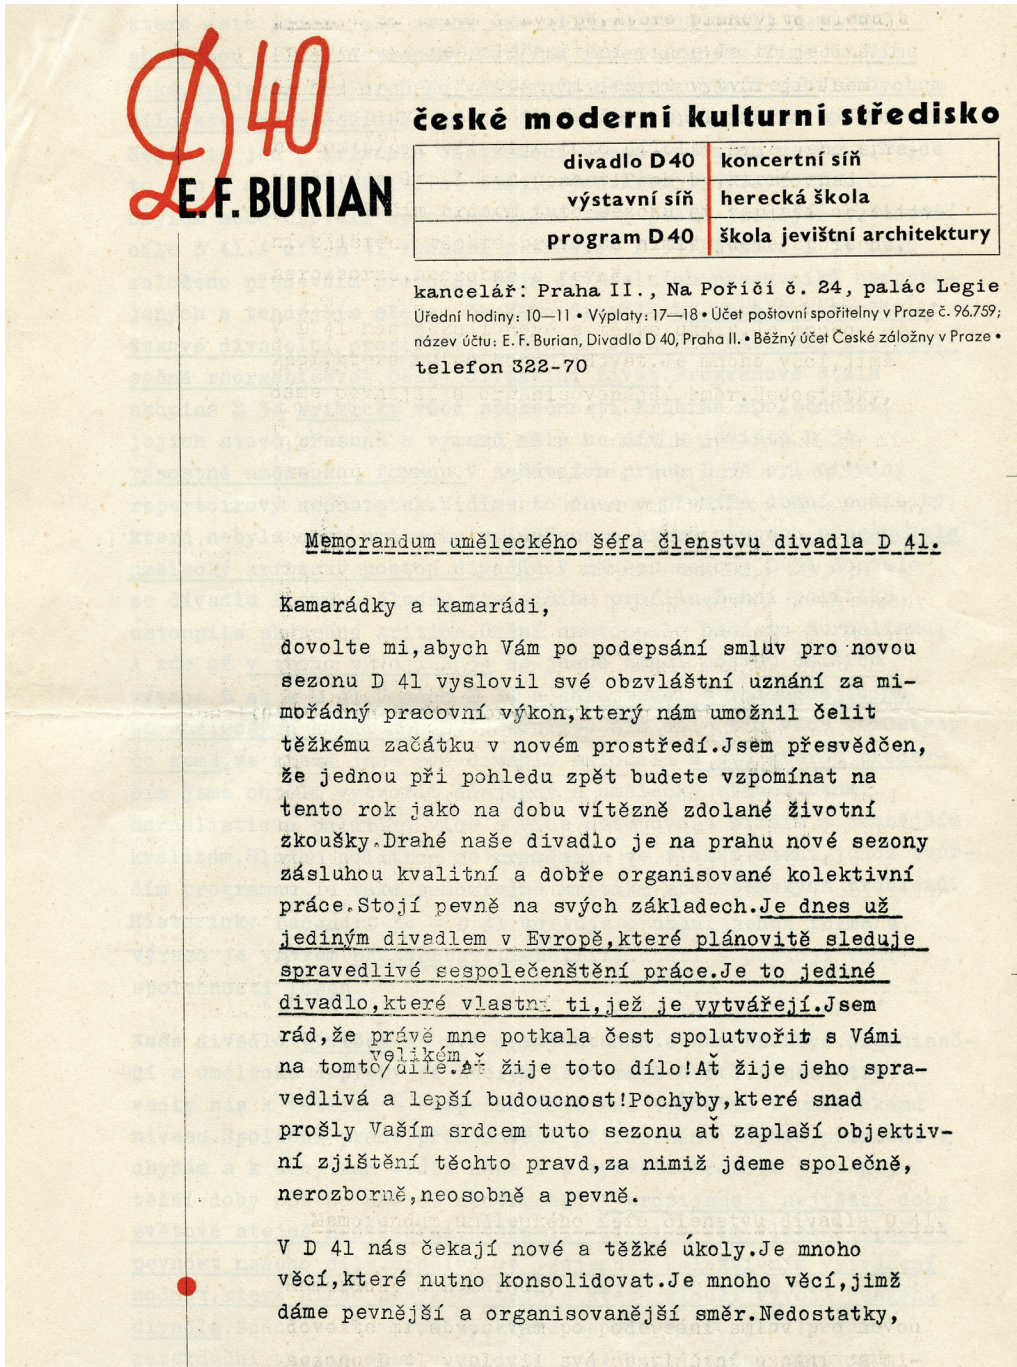 D 40
E. F. BURIAN
české moderní kulturní středisko
divadlo D 40 koncertní síň
výstavní síň herecká škola
program D 40 škola jevištní architektury
kancelář: Praha II., Na Poříčí č. 24, palác Legie
Úřední hodiny: 10—11 • Výplaty: 17—18 • Účet poštovní spořitelny v Praze č. 96.759;
název účtu: E. F. Burian, Divadlo D 40, Praha II. • Běžný účet České záložny v Praze •
telefon 322-70
Memorandum uměleckého šéfa členstvu divadla D 41.
Kamarádky a kamarádi,
dovolte mi,abych Vám po podepsání smluv pro novou
sezonu D 41 vyslovil své obzvláštní uznání za mi-
mořádný pracovní výkon,který nám umožnil čelit
těžkému začátku v novém prostředí.Jsem přesvědčen,
že jednou při pohledu zpět budete vzpomínat na
tento rok jako na dobu vítězně zdolané životní
zkoušky.Drahé naše divadlo je na prahu nové sezony
zásluhou kvalitní a dobře organisované kolektivní
práce.Stojí pevně na svých základech.Je dnes už
jediným divadlem v Evropě,které plánovitě sleduje
spravedlivé sespolečenštění práce.Je to jediné
divadlo,které vlastní ti,jež je vytvářejí.Jsem
rád,že právě mne potkala čest spolutvořit s Vámi
velikém
na tomto/díle.Ať žije toto dílo!Ať žije jeho spra-
vedlivá a lepší budoucnost!Pochyby,které snad
prošly Vaším srdcem tuto sezonu ať zaplaší objektiv-
ní zjištění těchto pravd,za nimiž jdeme společně,
nerozborně,neosobně a pevně.
V D 41 nás čekají nové a těžké úkoly.Je mnoho
věcí,které nutno konsolidovat.Je mnoho věcí,jimž
dáme pevnější a organisovanější směr.Nedostatky,